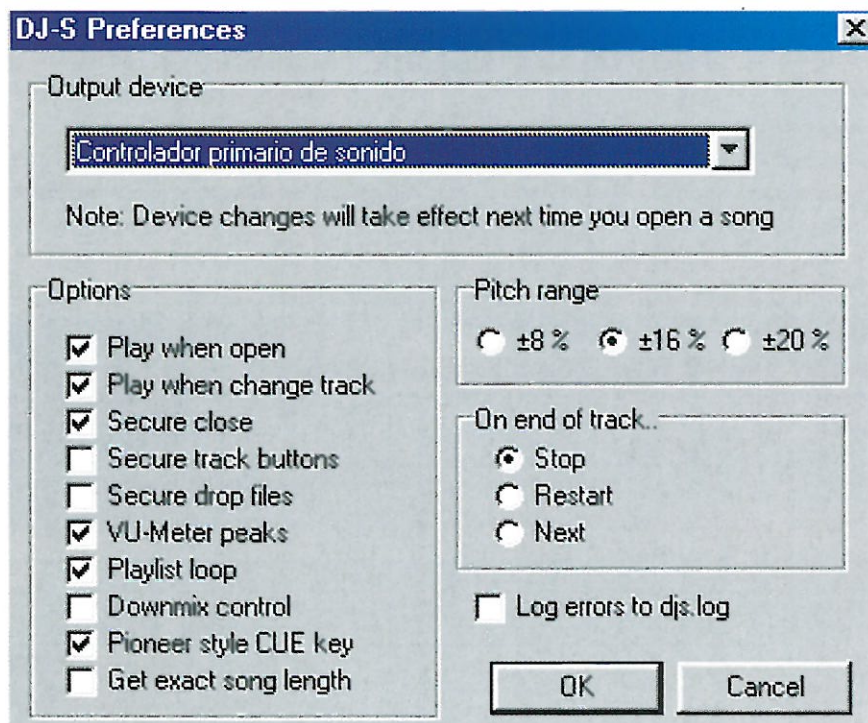 DJ-S Preferences
Output device
Controlador primario de sonido
Note: Device changes will take effect next time you open a song
Options
Play when open
Play when change track
Secure close
Secure track buttons
Secure drop files
VU-Meter peaks
Playlist loop
Downmix control
Pioneer style CUE key
Get exact song length
Pitch range
±8 % ±16 % ±20 %
On end of track..
Stop
Restart
Next
Log errors to djs.log
OK Cancel